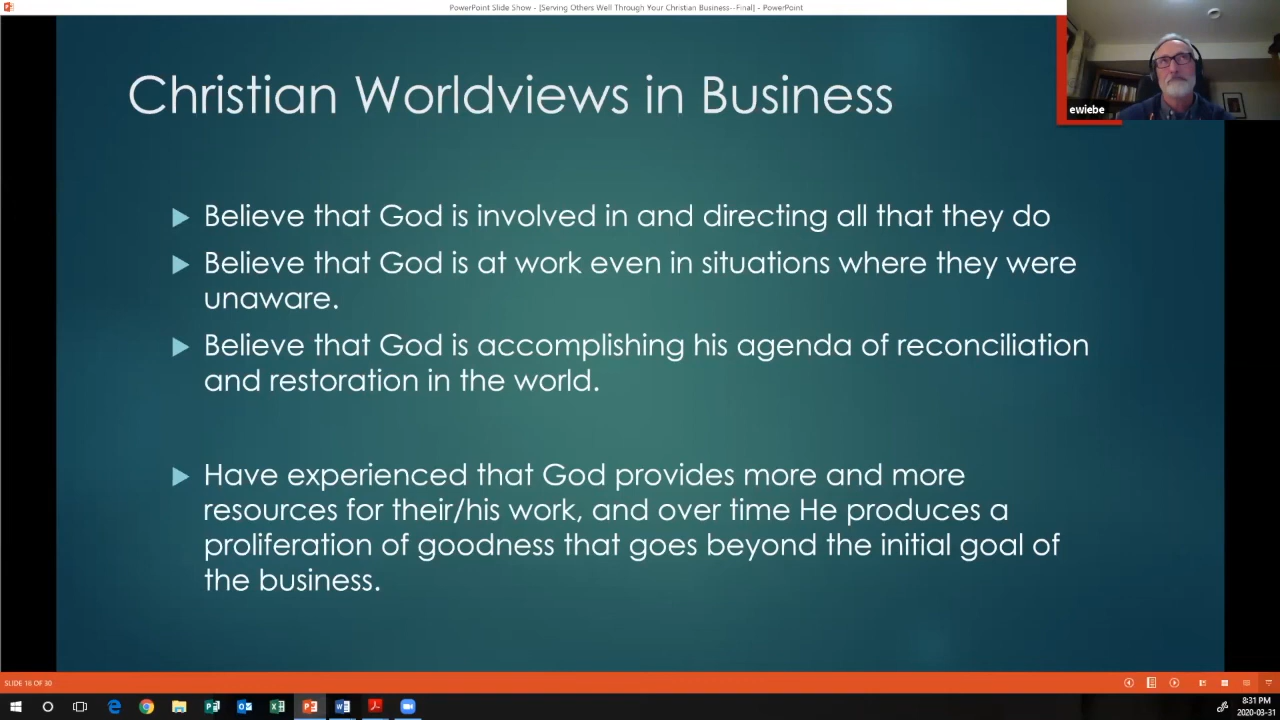 PowerPoint Slide Show - [Serving Others Well Through Your Christian Business--Final] - PowerPoint
ewiebe
Christian Worldviews in Business
Believe that God is involved in and directing all that they do
Believe that God is at work even in situations where they were
unaware.
Believe that God is accomplishing his agenda of reconciliation
and restoration in the world.
Have experienced that God provides more and more
resources for their/his work, and over time He produces a
proliferation of goodness that goes beyond the initial goal of
the business.
SLIDE 16 OF 30
8:31 PM
2020-03-31